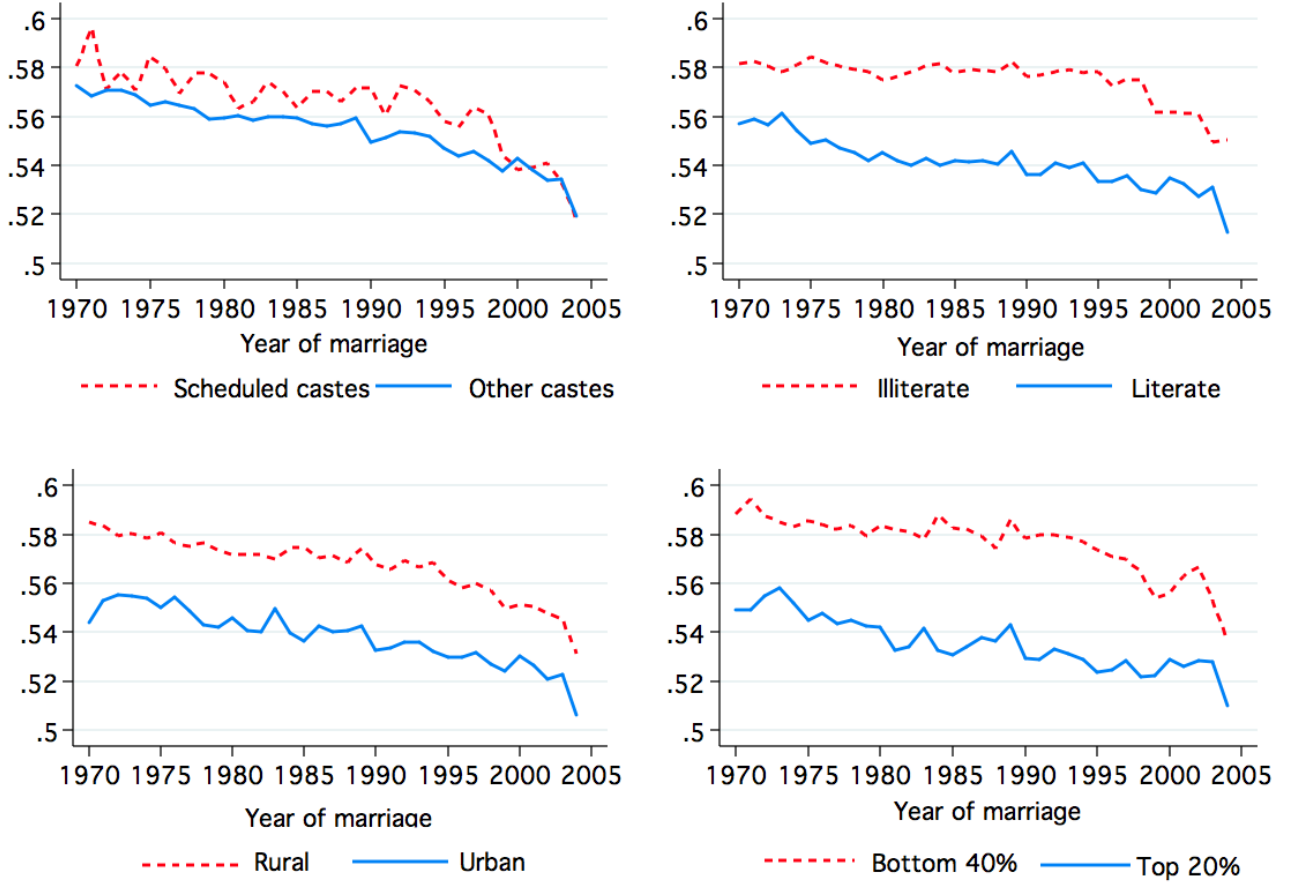 .6
.58
.56
.54
.52
.5
1970 1975 1980 1985 1990 1995 2000 2005
Year of marriage
Scheduled castes Other castes
.6
.58
.56
.54
.52
.5
1970 1975 1980 1985 1990 1995 2000 2005
Year of marriage
Illiterate Literate
.6
.58
.56
.54
.52
.5
1970 1975 1980 1985 1990 1995 2000 2005
Year of marriage
Rural Urban
.6
.58
.56
.54
.52
.5
1970 1975 1980 1985 1990 1995 2000 2005
Year of marriage
Bottom 40% Top 20%